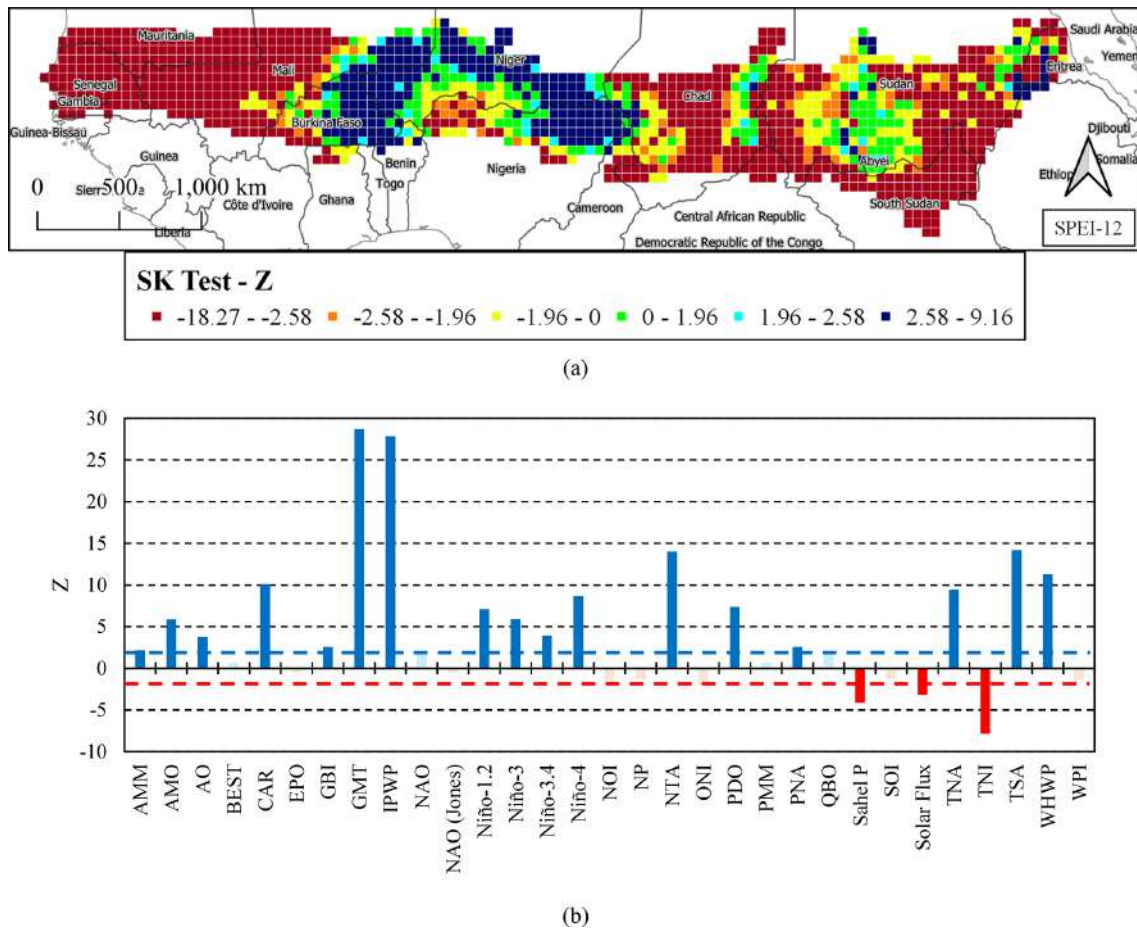 Mauritania
Saudi Arabia
Mali
Niger
Yemen
Senegal
Chad
Sudan
Eritrea
Gambia
Burkina Faso
Guinea-Bissau
Djibouti
Guinea
Benin
Nigeria
Abyei
Somalia
0 500 1,000 km
Togo
Ethiop
Sierr
Côte d'Ivoire
Ghana
Cameroon
South Sudan
Central African Republic
SPEI-12
Liberia
Democratic Republic of the Congo
SK Test - Z
-18.27 - -2.58 -2.58 - -1.96 -1.96 - 0 0 - 1.96 1.96 - 2.58 2.58 - 9.16
(a)
30
25
20
15
10
5
0
-5
-10
Z
AMM
AMO
AO
BEST
CAR
EPO
GBI
GMT
IPWP
NAO
NAO (Jones)
Niño-1.2
Niño-3
Niño-3.4
Niño-4
NOI
NP
NTA
ONI
PDO
PMM
PNA
QBO
Sahel P
SOI
Solar Flux
TNA
TNI
TSA
WHWP
WPI
(b)